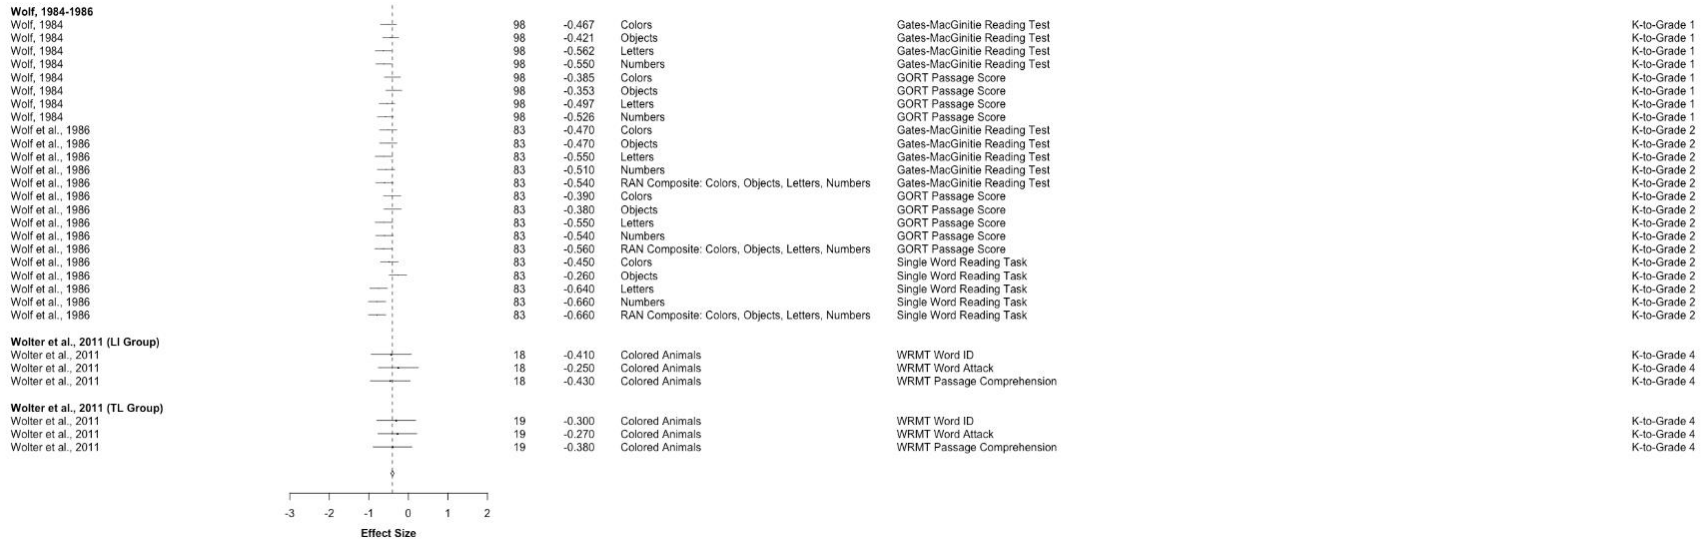 Wolf, 1984-1986
Wolf, 1984 98 -0.467 Colors Gates-MacGinitie Reading Test K-to-Grade 1
Wolf, 1984 98 -0.421 Objects Gates-MacGinitie Reading Test K-to-Grade 1
Wolf, 1984 98 -0.562 Letters Gates-MacGinitie Reading Test K-to-Grade 1
Wolf, 1984 98 -0.550 Numbers Gates-MacGinitie Reading Test K-to-Grade 1
Wolf, 1984 98 -0.385 Colors GORT Passage Score K-to-Grade 1
Wolf, 1984 98 -0.353 Objects GORT Passage Score K-to-Grade 1
Wolf, 1984 98 -0.497 Letters GORT Passage Score K-to-Grade 1
Wolf, 1984 98 -0.526 Numbers GORT Passage Score K-to-Grade 1
Wolf et al., 1986 83 -0.470 Colors Gates-MacGinitie Reading Test K-to-Grade 2
Wolf et al., 1986 83 -0.470 Objects Gates-MacGinitie Reading Test K-to-Grade 2
Wolf et al., 1986 83 -0.550 Letters Gates-MacGinitie Reading Test K-to-Grade 2
Wolf et al., 1986 83 -0.510 Numbers Gates-MacGinitie Reading Test K-to-Grade 2
Wolf et al., 1986 83 -0.540 RAN Composite: Colors, Objects, Letters, Numbers Gates-MacGinitie Reading Test K-to-Grade 2
Wolf et al., 1986 83 -0.390 Colors GORT Passage Score K-to-Grade 2
Wolf et al., 1986 83 -0.380 Objects GORT Passage Score K-to-Grade 2
Wolf et al., 1986 83 -0.550 Letters GORT Passage Score K-to-Grade 2
Wolf et al., 1986 83 -0.540 Numbers GORT Passage Score K-to-Grade 2
Wolf et al., 1986 83 -0.560 RAN Composite: Colors, Objects, Letters, Numbers GORT Passage Score K-to-Grade 2
Wolf et al., 1986 83 -0.450 Colors Single Word Reading Task K-to-Grade 2
Wolf et al., 1986 83 -0.260 Objects Single Word Reading Task K-to-Grade 2
Wolf et al., 1986 83 -0.640 Letters Single Word Reading Task K-to-Grade 2
Wolf et al., 1986 83 -0.660 Numbers Single Word Reading Task K-to-Grade 2
Wolf et al., 1986 83 -0.660 RAN Composite: Colors, Objects, Letters, Numbers Single Word Reading Task K-to-Grade 2
Wolter et al., 2011 (LI Group)
Wolter et al., 2011 18 -0.410 Colored Animals WRMT Word ID K-to-Grade 4
Wolter et al., 2011 18 -0.250 Colored Animals WRMT Word Attack K-to-Grade 4
Wolter et al., 2011 18 -0.430 Colored Animals WRMT Passage Comprehension K-to-Grade 4
Wolter et al., 2011 (TL Group)
Wolter et al., 2011 19 -0.300 Colored Animals WRMT Word ID K-to-Grade 4
Wolter et al., 2011 19 -0.270 Colored Animals WRMT Word Attack K-to-Grade 4
Wolter et al., 2011 19 -0.380 Colored Animals WRMT Passage Comprehension K-to-Grade 4
-3 -2 -1 0 1 2
Effect Size